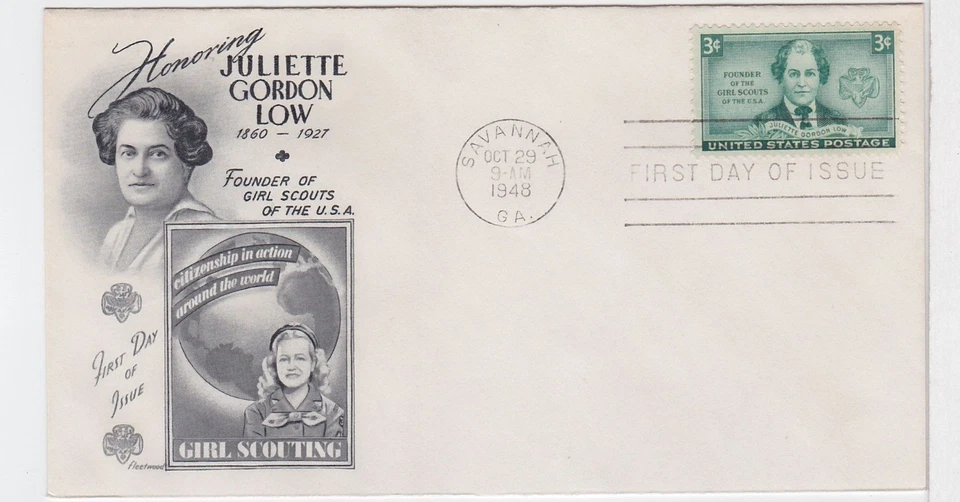 Honoring
JULIETTE
GORDON
LOW
1860 — 1927
FOUNDER OF
GIRL SCOUTS
OF THE U.S.A.
citizenship in action
around the world
GIRL SCOUTING
FIRST DAY
OF
ISSUE
fleetwood
SAVANNAH
OCT 29
9-AM
1948
GA.
3¢
3¢
FOUNDER
OF THE
GIRL SCOUTS
OF THE U.S.A.
JULIETTE GORDON LOW
UNITED STATES POSTAGE
FIRST DAY OF ISSUE